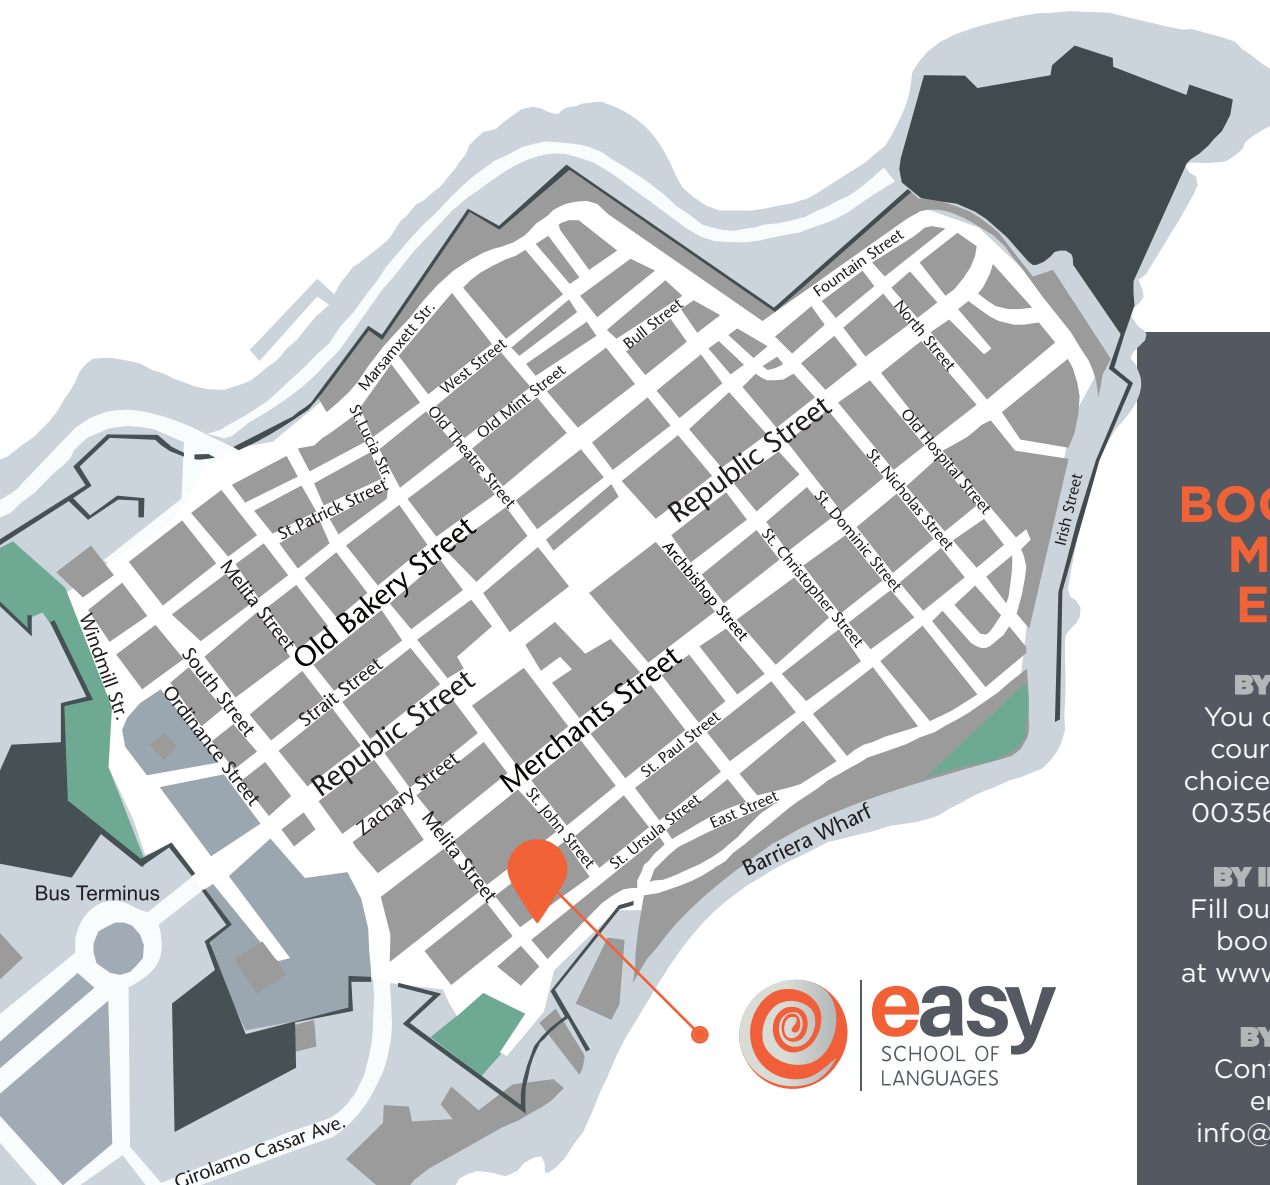 Fountain Street
North Street
Bull Street
Marsamxett Str.
West Street
Old Mint Street
St.Lucia Str.
Old Theatre Street
Republic Street
Old Hospital Street
St. Nicholas Street
St.Patrick Street
St. Dominic Street
Irish Street
Old Bakery Street
St. Christopher Street
Archbishop Street
Melita Street
Windmill Str.
South Street
Strait Street
Ordinance Street
Republic Street
Merchants Street
St. Paul Street
Zachary Street
St. John Street
Melita Street
St. Ursula Street
East Street
Barriera Wharf
Bus Terminus
Girolamo Cassar Ave.
easy
SCHOOL OF
LANGUAGES
BY
You
cour
choice
00356
BY
Fill ou
boo
at www
BY
Cont
info@